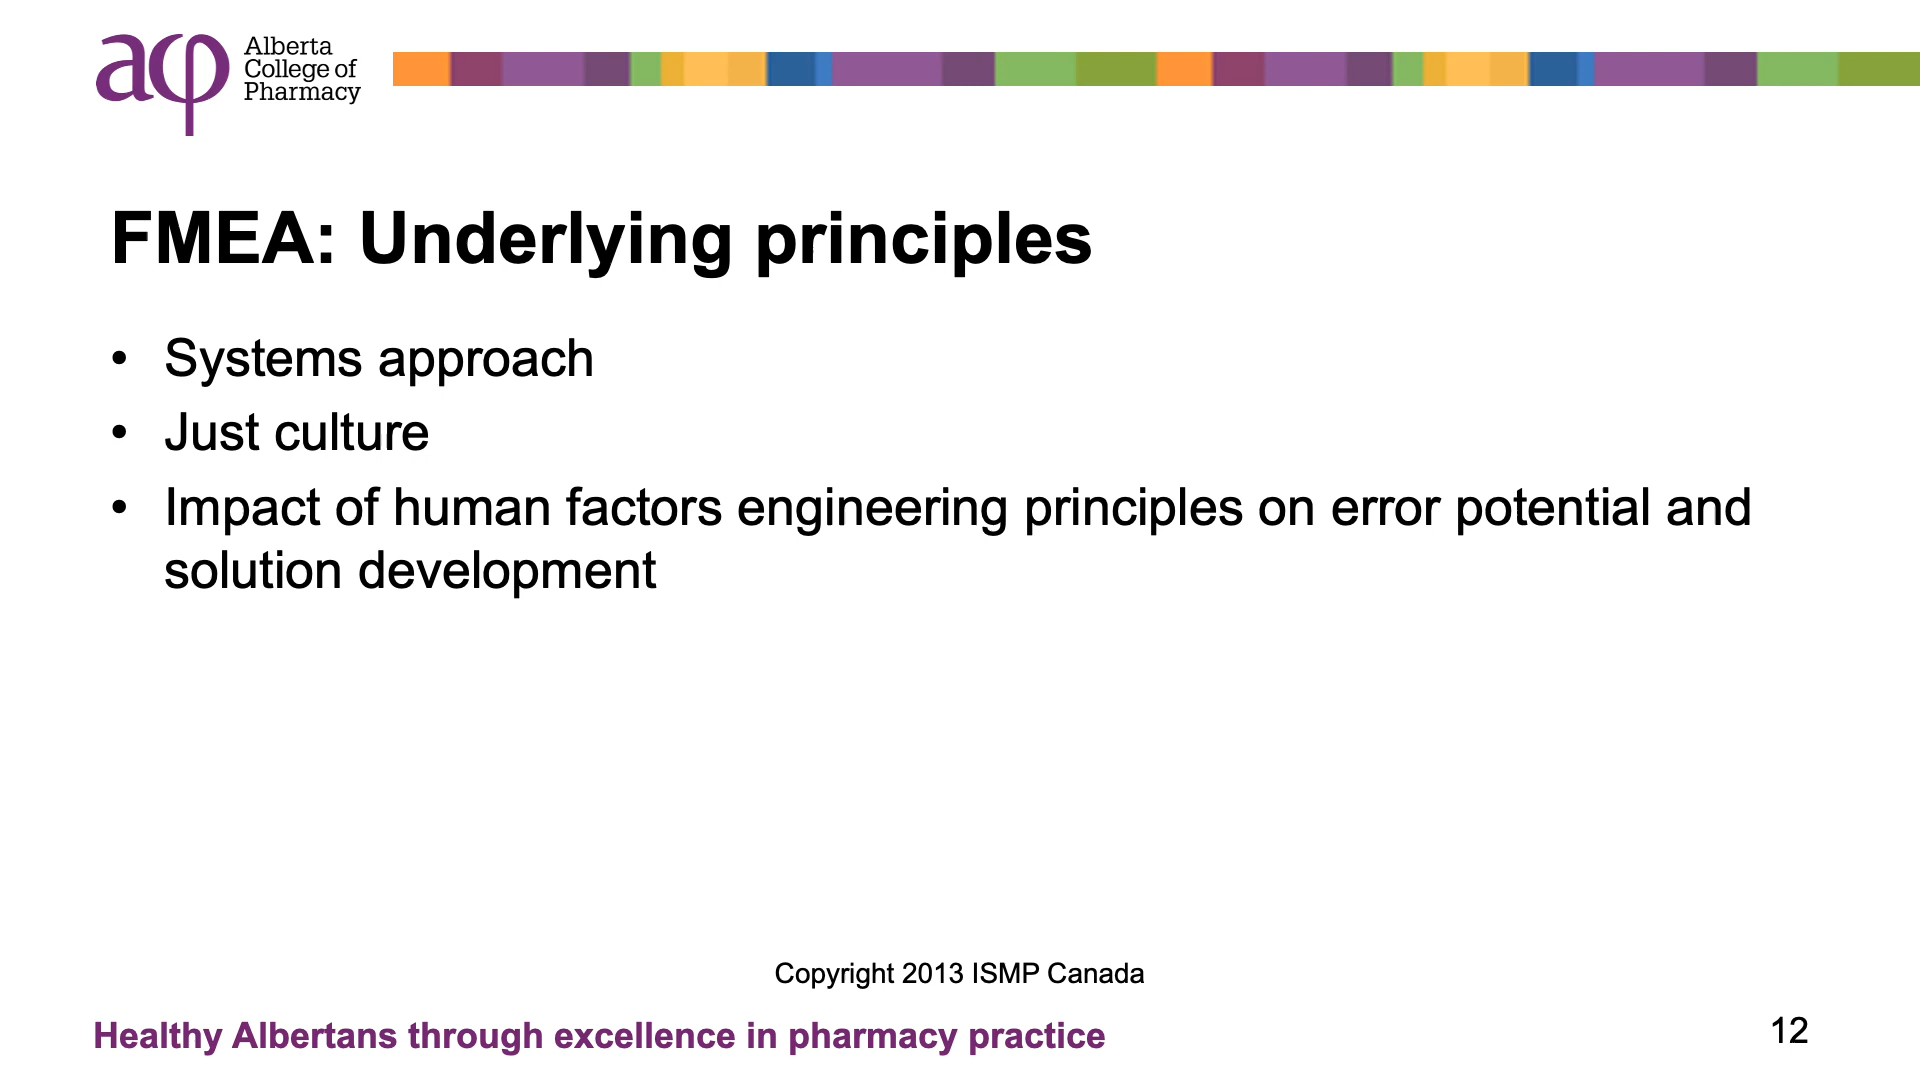 acp
Alberta
College of
Pharmacy
FMEA: Underlying principles
• Systems approach
• Just culture
• Impact of human factors engineering principles on error potential and
solution development
Copyright 2013 ISMP Canada
Healthy Albertans through excellence in pharmacy practice
12